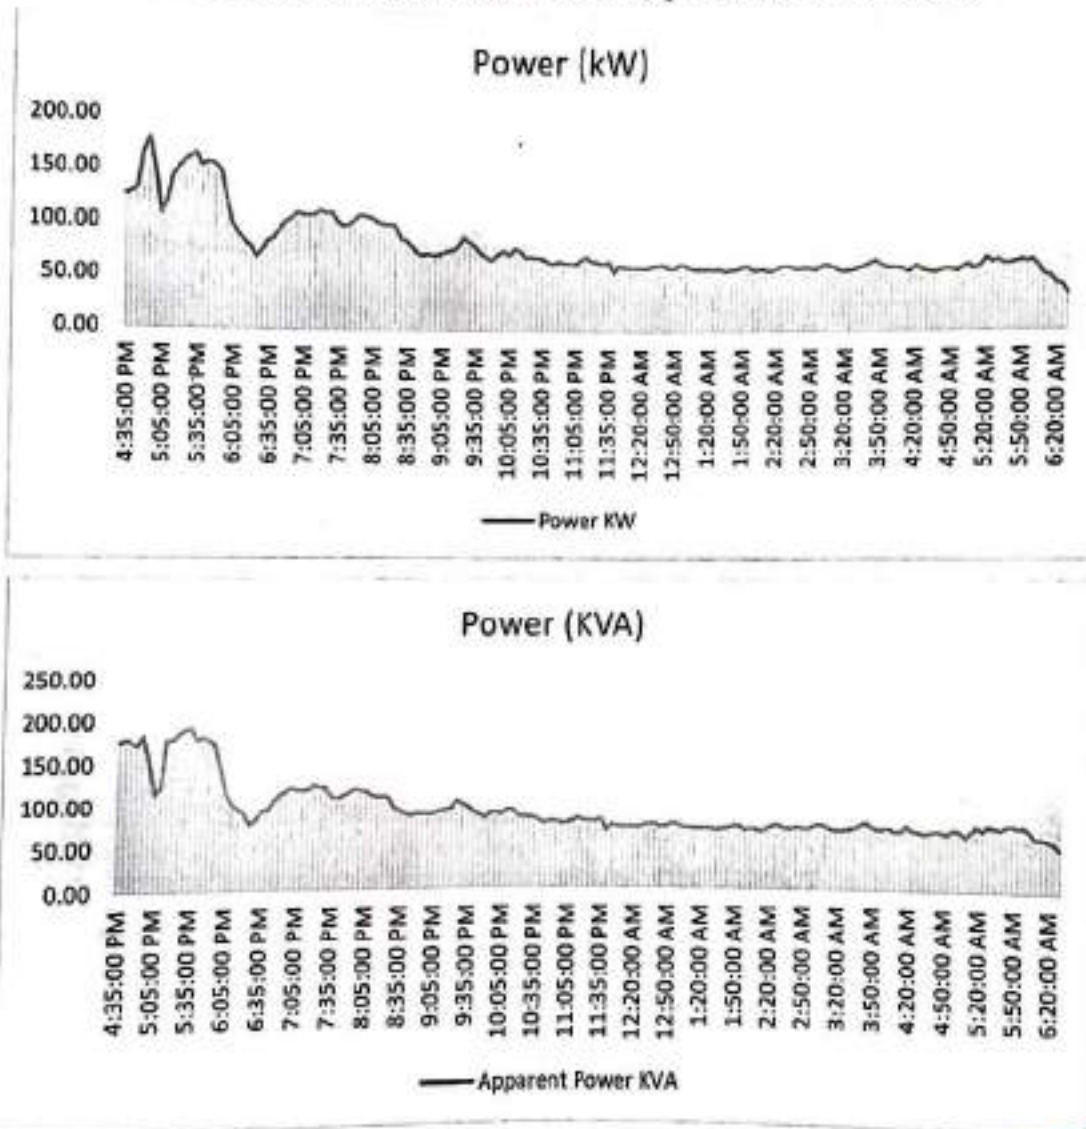 Power (kW)
200.00
150.00
100.00
50.00
0.00
4:35:00 PM
5:05:00 PM
5:35:00 PM
6:05:00 PM
6:35:00 PM
7:05:00 PM
7:35:00 PM
8:05:00 PM
8:35:00 PM
9:05:00 PM
9:35:00 PM
10:05:00 PM
10:35:00 PM
11:05:00 PM
11:35:00 PM
12:20:00 AM
12:50:00 AM
1:20:00 AM
1:50:00 AM
2:20:00 AM
2:50:00 AM
3:20:00 AM
3:50:00 AM
4:20:00 AM
4:50:00 AM
5:20:00 AM
5:50:00 AM
6:20:00 AM
Power KW
Power (KVA)
250.00
200.00
150.00
100.00
50.00
0.00
4:35:00 PM
5:05:00 PM
5:35:00 PM
6:05:00 PM
6:35:00 PM
7:05:00 PM
7:35:00 PM
8:05:00 PM
8:35:00 PM
9:05:00 PM
9:35:00 PM
10:05:00 PM
10:35:00 PM
11:05:00 PM
11:35:00 PM
12:20:00 AM
12:50:00 AM
1:20:00 AM
1:50:00 AM
2:20:00 AM
2:50:00 AM
3:20:00 AM
3:50:00 AM
4:20:00 AM
4:50:00 AM
5:20:00 AM
5:50:00 AM
6:20:00 AM
Apparent Power KVA